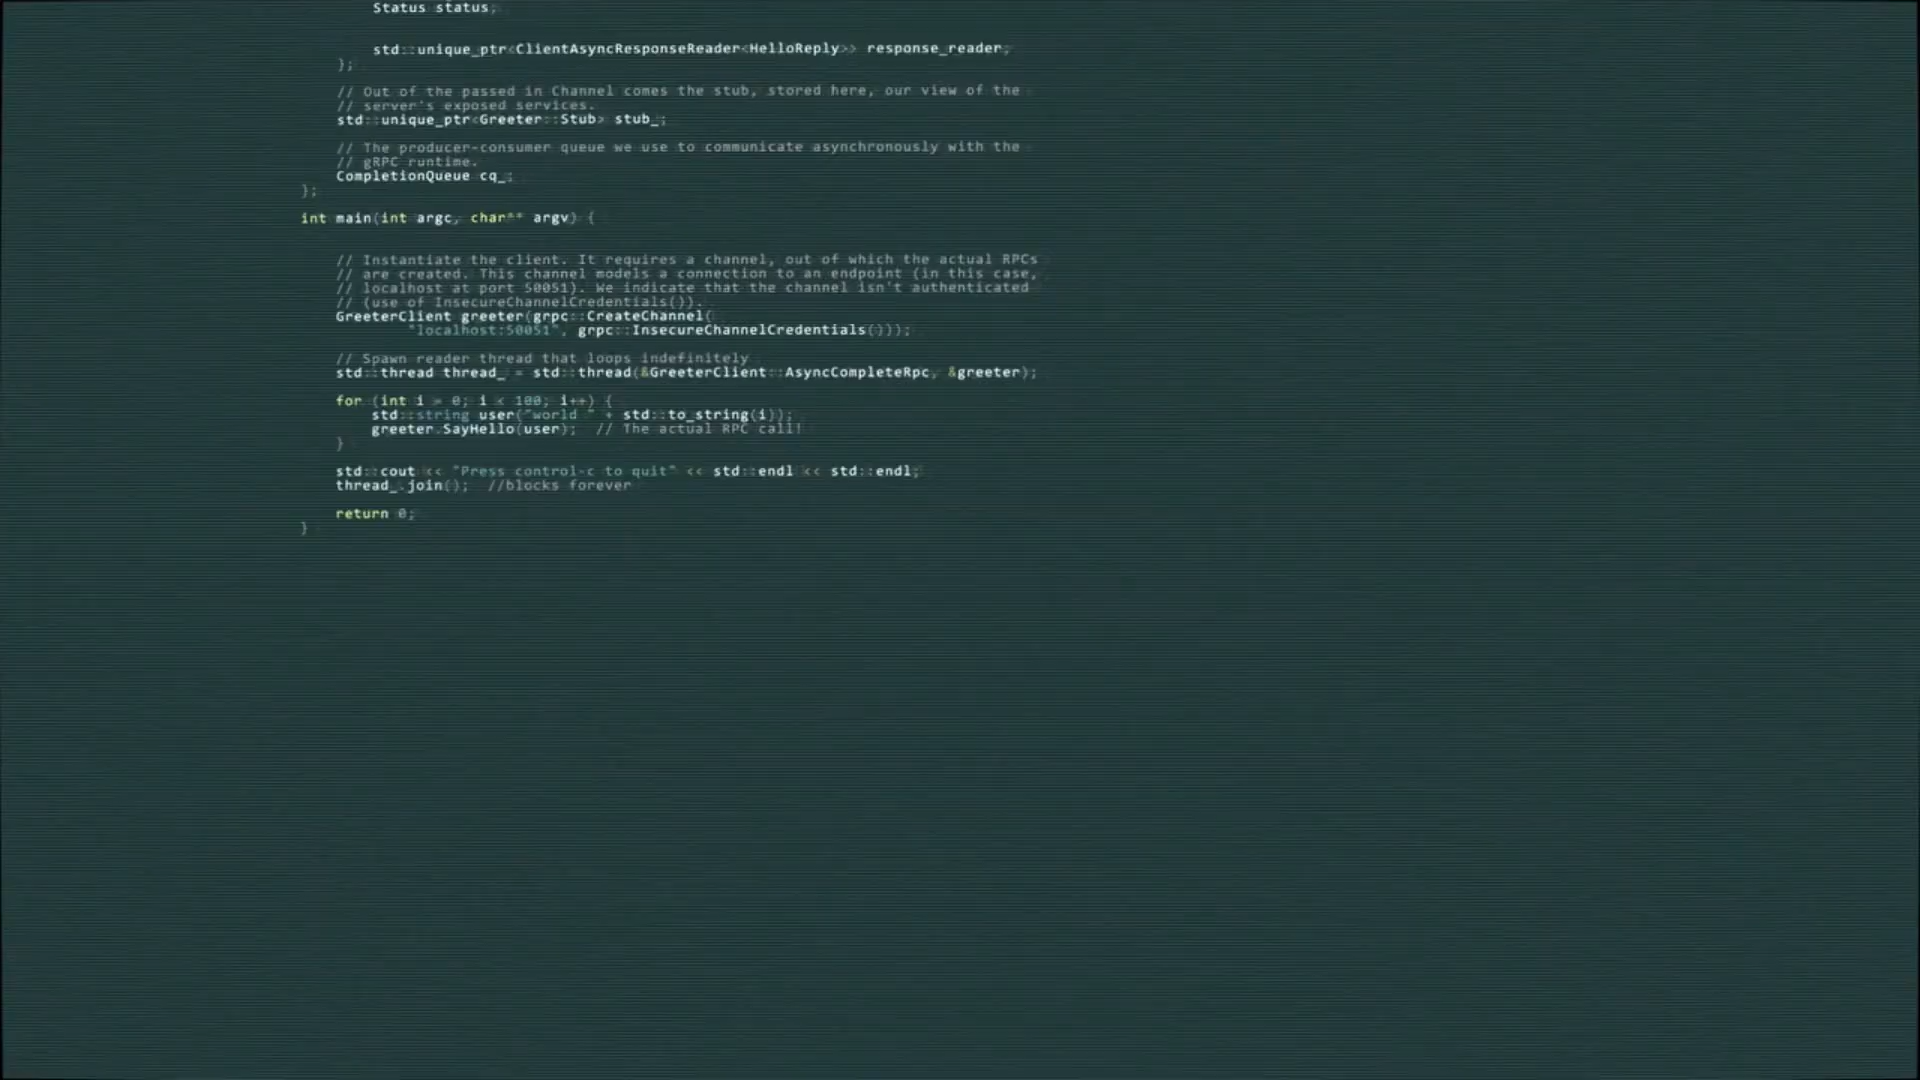 Status status;
std::unique_ptr<ClientAsyncResponseReader<HelloReply>> response_reader;
};
// Out of the passed in Channel comes the stub, stored here, our view of the
// server's exposed services.
std::unique_ptr<Greeter::Stub> stub_;
// The producer-consumer queue we use to communicate asynchronously with the
// gRPC runtime.
CompletionQueue cq_;
};
int main(int argc, char** argv) {
// Instantiate the client. It requires a channel, out of which the actual RPCs
// are created. This channel models a connection to an endpoint (in this case,
// localhost at port 50051). We indicate that the channel isn't authenticated
// (use of InsecureChannelCredentials()).
GreeterClient greeter(grpc::CreateChannel(
"localhost:50051", grpc::InsecureChannelCredentials()));
// Spawn reader thread that loops indefinitely
std::thread thread_ = std::thread(&GreeterClient::AsyncCompleteRpc, &greeter);
for (int i = 0; i < 100; i++) {
std::string user("world " + std::to_string(i));
greeter.SayHello(user);  // The actual RPC call!
}
std::cout << "Press control-c to quit" << std::endl << std::endl;
thread_.join();  //blocks forever
return 0;
}